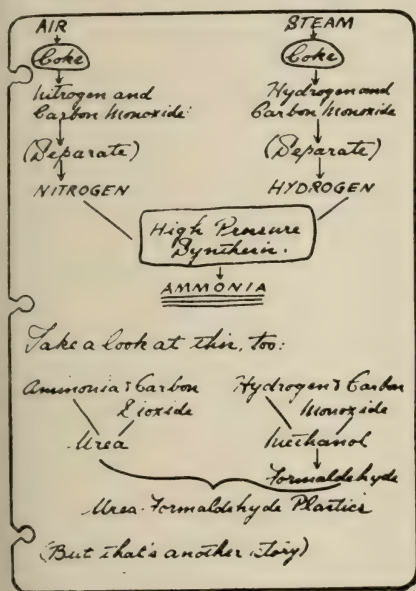 AIR STEAM
Coke Coke
Nitrogen and Hydrogen and
Carbon Monoxide: Carbon Monoxide
(Separate) (Separate)
NITROGEN HYDROGEN
High Pressure
Synthesis.
AMMONIA
Take a look at this, too:
Ammonia & Carbon Hydrogen & Carbon
Dioxide Monoxide
Urea Methanol
Formaldehyde
Urea-Formaldehyde Plastics
(But that's another story)